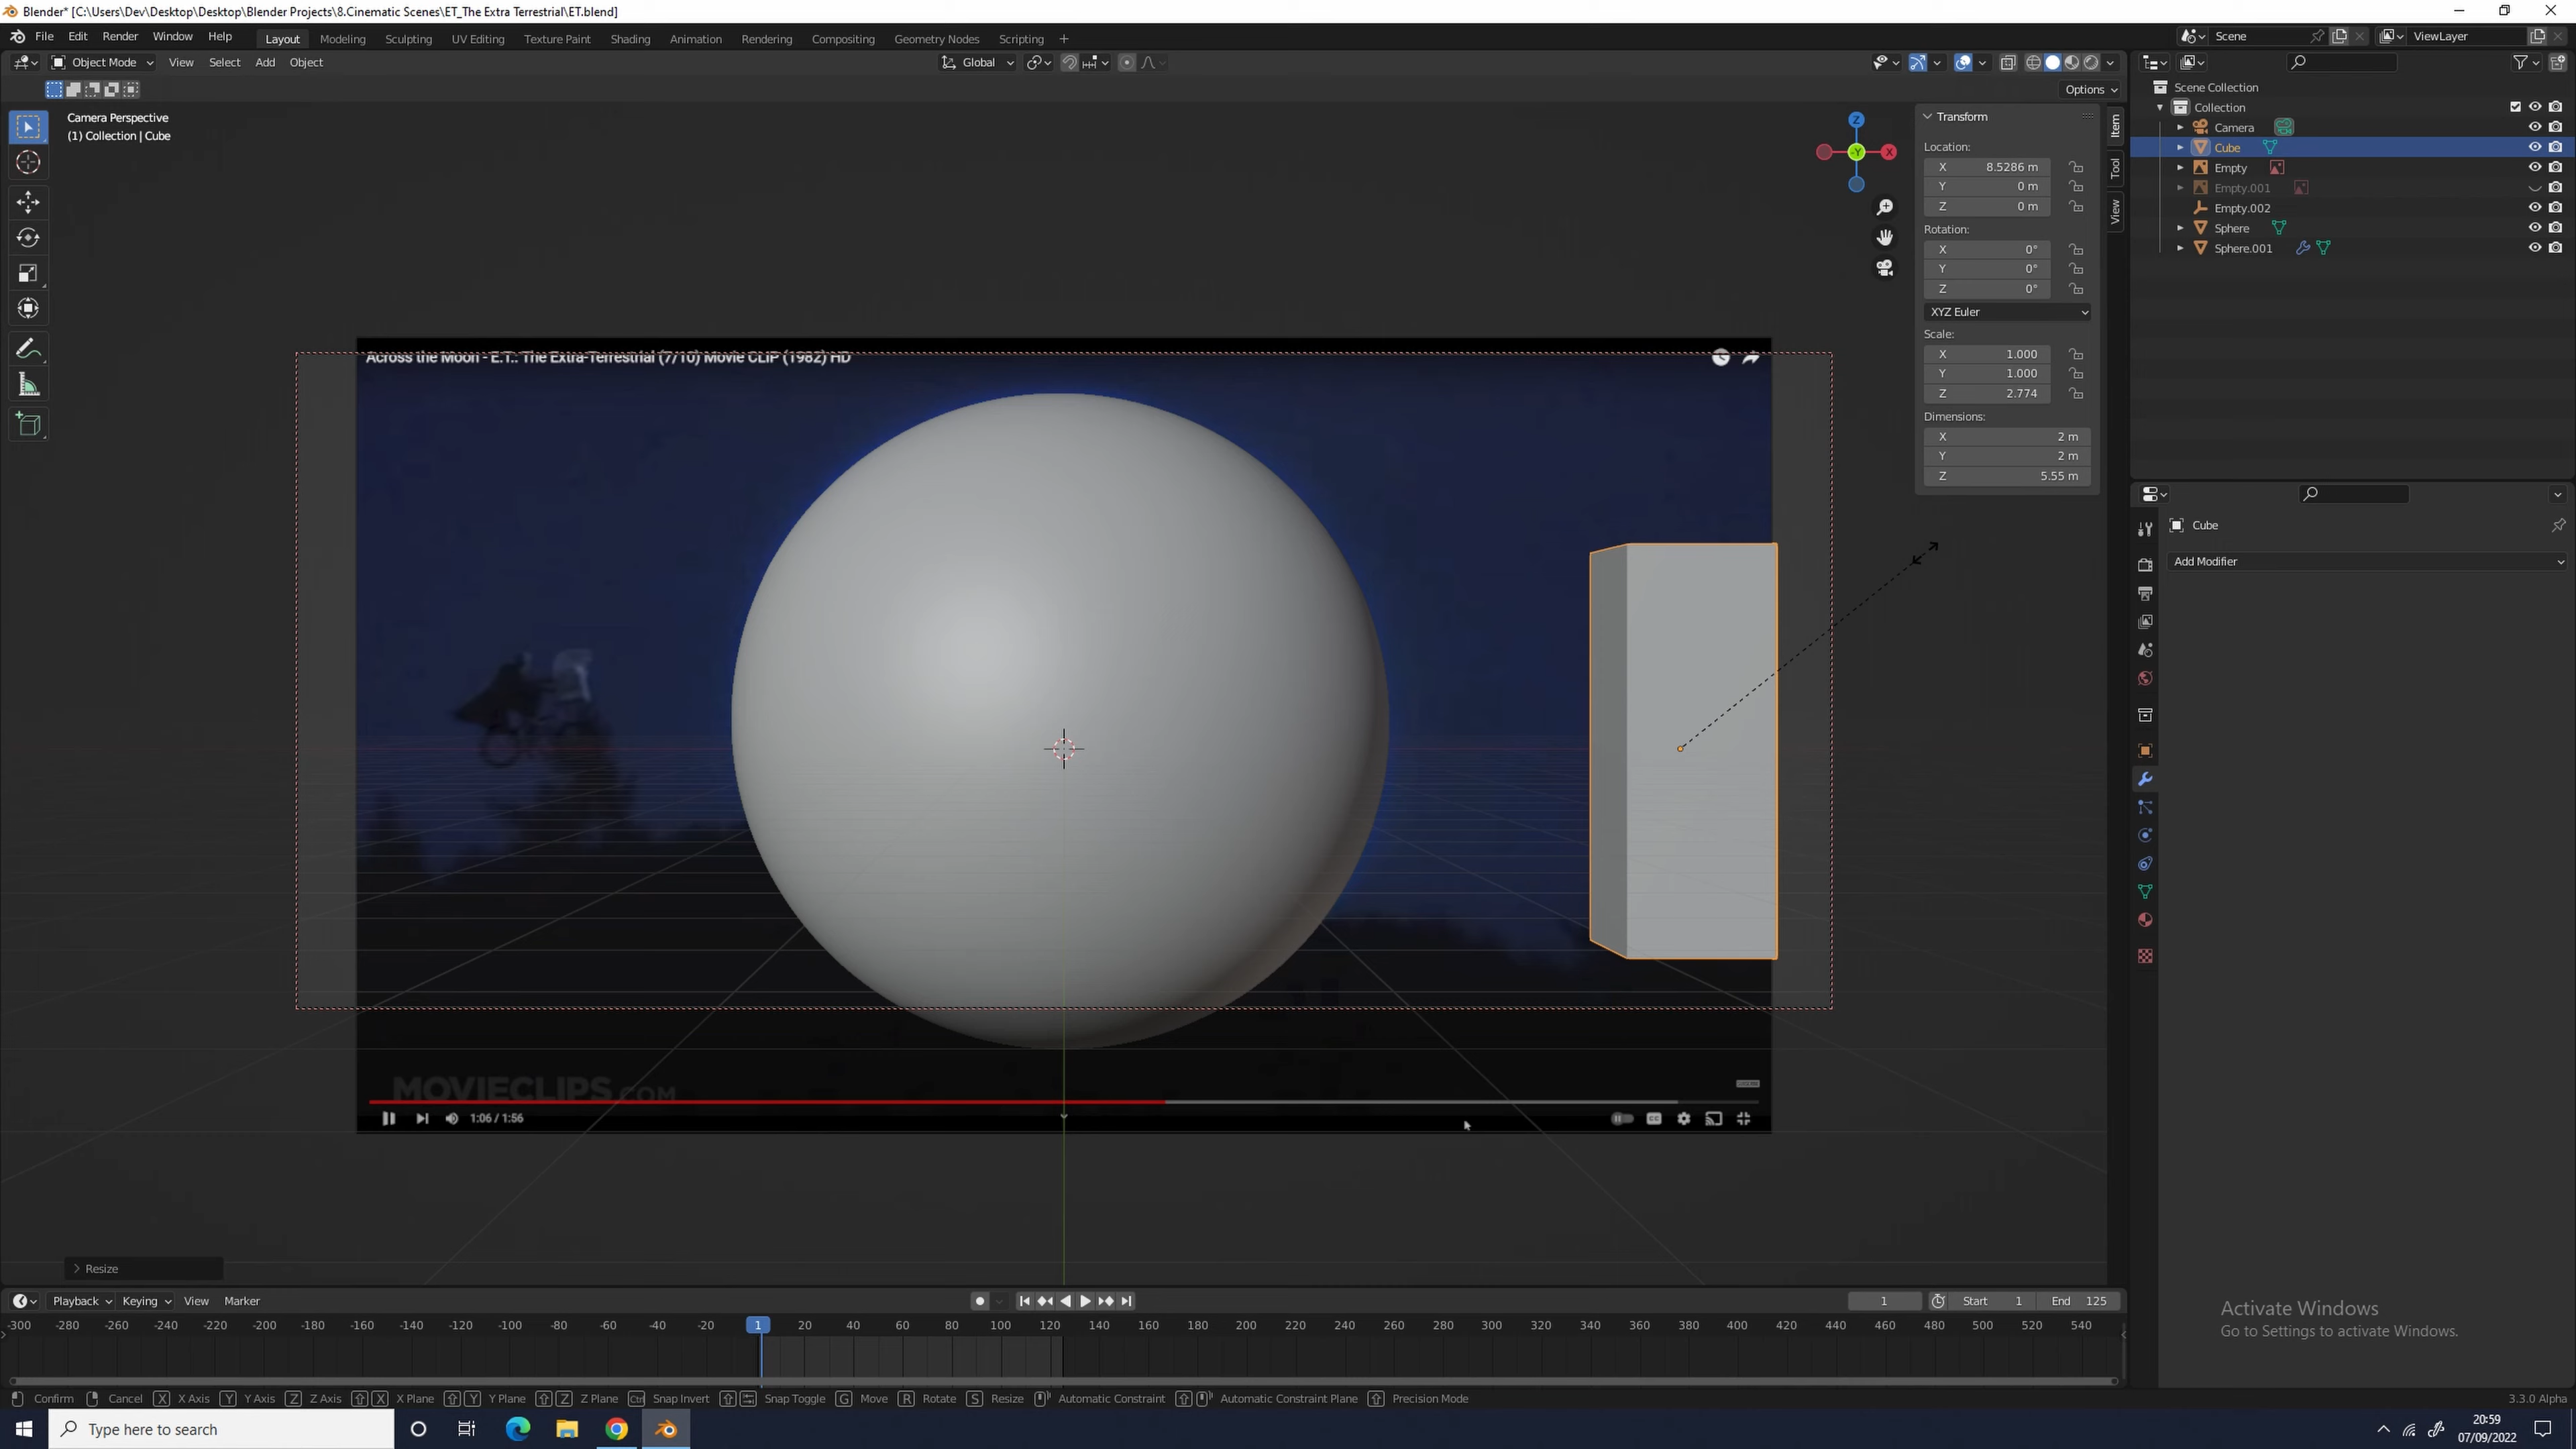 Blender* [C:\Users\Dev\Desktop\Desktop\Blender Projects\8.Cinematic Scenes\ET_The Extra Terrestrial\ET.blend]
File Edit Render Window Help Layout Modeling Sculpting UV Editing Texture Paint Shading Animation Rendering Compositing Geometry Nodes Scripting + Scene ViewLayer
Object Mode View Select Add Object Global
Options
Camera Perspective
(1) Collection | Cube
Z
-Y
X
Transform
Location:
X 8.5286 m
Y 0 m
Z 0 m
Rotation:
X 0°
Y 0°
Z 0°
XYZ Euler
Scale:
X 1.000
Y 1.000
Z 2.774
Dimensions:
X 2 m
Y 2 m
Z 5.55 m
Item
Tool
View
Scene Collection
Collection
Camera
Cube
Empty
Empty.001
Empty.002
Sphere
Sphere.001
Cube
Add Modifier
Across the Moon - E.T.: The Extra-Terrestrial (7/10) Movie CLIP (1982) HD
MOVIECLIPS.COM
1:06 / 1:56
CC
Resize
Playback Keying View Marker 1 Start 1 End 125
-300 -280 -260 -240 -220 -200 -180 -160 -140 -120 -100 -80 -60 -40 -20 1 20 40 60 80 100 120 140 160 180 200 220 240 260 280 300 320 340 360 380 400 420 440 460 480 500 520 540
Activate Windows
Go to Settings to activate Windows.
Confirm Cancel X X Axis Y Y Axis Z Z Axis X X Plane Y Y Plane Z Z Plane Ctrl Snap Invert Snap Toggle G Move R Rotate S Resize Automatic Constraint Automatic Constraint Plane Precision Mode 3.3.0 Alpha
Type here to search
20:59
07/09/2022